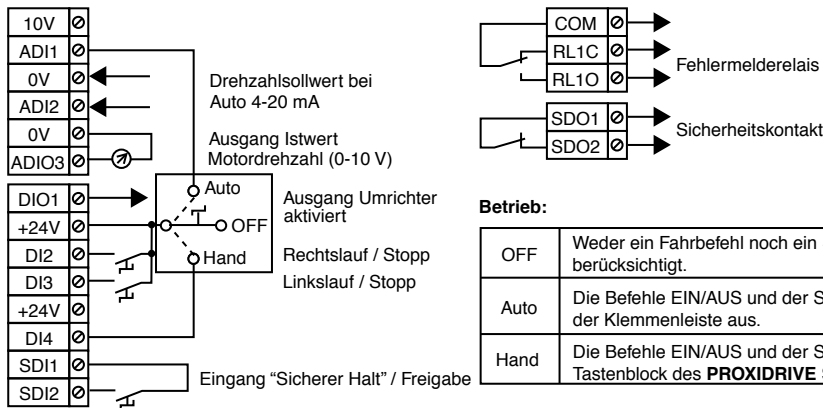 10V
ADI1
0V
ADI2
0V
ADIO3
Drehzahlsollwert bei
Auto 4-20 mA
Ausgang Istwert
Motordrehzahl (0-10 V)
DIO1
+24V
DI2
DI3
+24V
DI4
SDI1
SDI2
Auto
OFF
Hand
Ausgang Umrichter
aktiviert
Rechtslauf / Stopp
Linkslauf / Stopp
Eingang “Sicherer Halt” / Freigabe
COM
RL1C
RL1O
Fehlermelderelais
SDO1
SDO2
Sicherheitskontakt
Betrieb:
OFF
Weder ein Fahrbefehl noch ein
berücksichtigt.
Auto
Die Befehle EIN/AUS und der S
der Klemmenleiste aus.
Hand
Die Befehle EIN/AUS und der S
Tastenblock des PROXIDRIVE